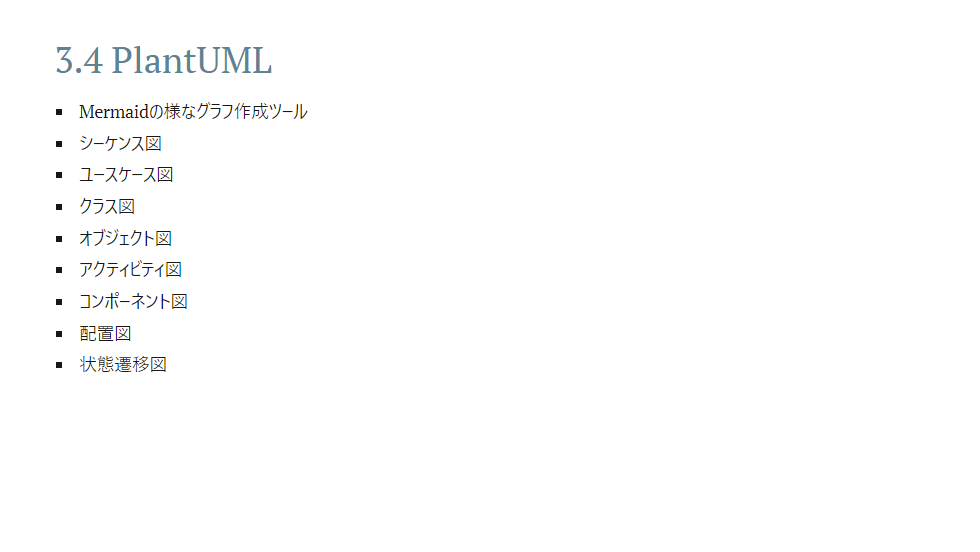 3.4 PlantUML
▪ Mermaidの様なグラフ作成ツール
▪ シーケンス図
▪ ユースケース図
▪ クラス図
▪ オブジェクト図
▪ アクティビティ図
▪ コンポーネント図
▪ 配置図
▪ 状態遷移図